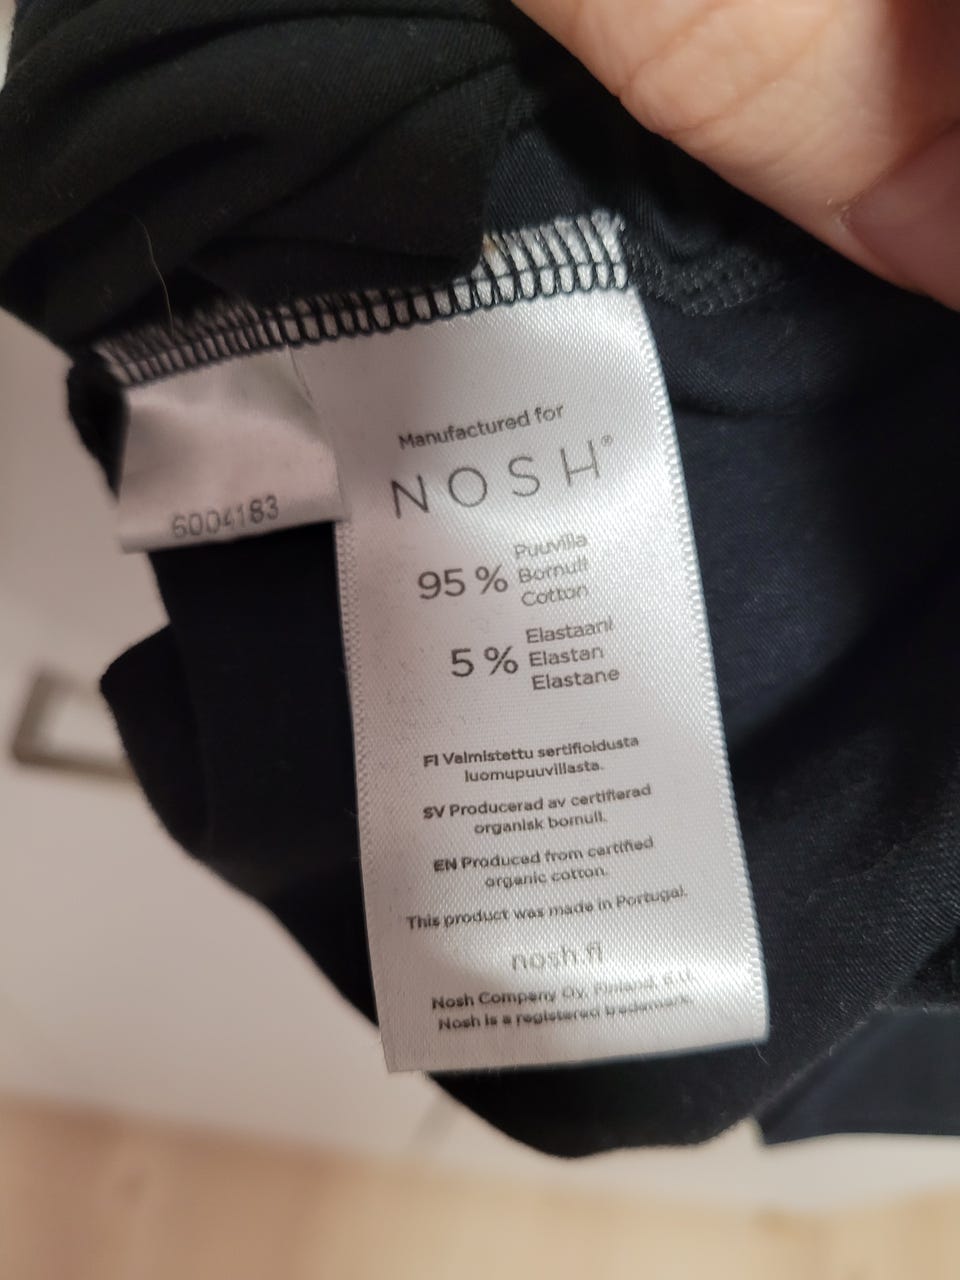 Manufactured for
NOSH®
6004183
95 % Puuvilla
Bomull
Cotton
5 % Elastaani
Elastan
Elastane
FI Valmistettu sertifioidusta
luomupuuvillasta.
SV Producerad av certifierad
organisk bomull.
EN Produced from certified
organic cotton.
This product was made in Portugal.
nosh.fi
Nosh Company Oy, Finland, E.U.
Nosh is a registered trademark.